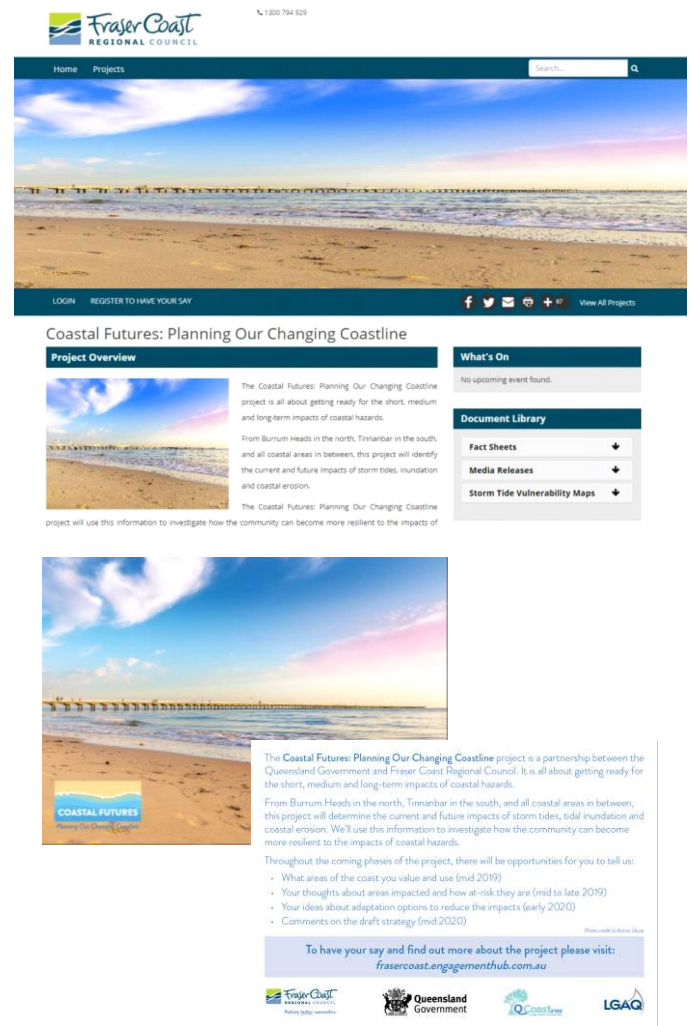 Fraser Coast
REGIONAL COUNCIL
1300 794 929
Home Projects
Search...
LOGIN REGISTER TO HAVE YOUR SAY
+ 87 View All Projects
Coastal Futures: Planning Our Changing Coastline
Project Overview
The Coastal Futures: Planning Our Changing Coastline
project is all about getting ready for the short, medium
and long-term impacts of coastal hazards.
From Burrum Heads in the north, Tinnanbar in the south,
and all coastal areas in between, this project will identify
the current and future impacts of storm tides, inundation
and coastal erosion.
The Coastal Futures: Planning Our Changing Coastline
project will use this information to investigate how the community can become more resilient to the impacts of
What's On
No upcoming event found.
Document Library
Fact Sheets
Media Releases
Storm Tide Vulnerability Maps
COASTAL FUTURES
Planning Our Changing Coastline
The Coastal Futures: Planning Our Changing Coastline project is a partnership between the
Queensland Government and Fraser Coast Regional Council. It is all about getting ready for
the short, medium and long-term impacts of coastal hazards.
From Burrum Heads in the north, Tinnanbar in the south, and all coastal areas in between,
this project will determine the current and future impacts of storm tides, tidal inundation and
coastal erosion. We'll use this information to investigate how the community can become
more resilient to the impacts of coastal hazards.
Throughout the coming phases of the project, there will be opportunities for you to tell us:
• What areas of the coast you value and use (mid 2019)
• Your thoughts about areas impacted and how at-risk they are (mid to late 2019)
• Your ideas about adaptation options to reduce the impacts (early 2020)
• Comments on the draft strategy (mid 2020)
Photo credit to
To have your say and find out more about the project please visit:
frasercoast.engagementhub.com.au
Fraser Coast
REGIONAL COUNCIL
Building better communities
Queensland
Government
QCoast2100
LGAQ